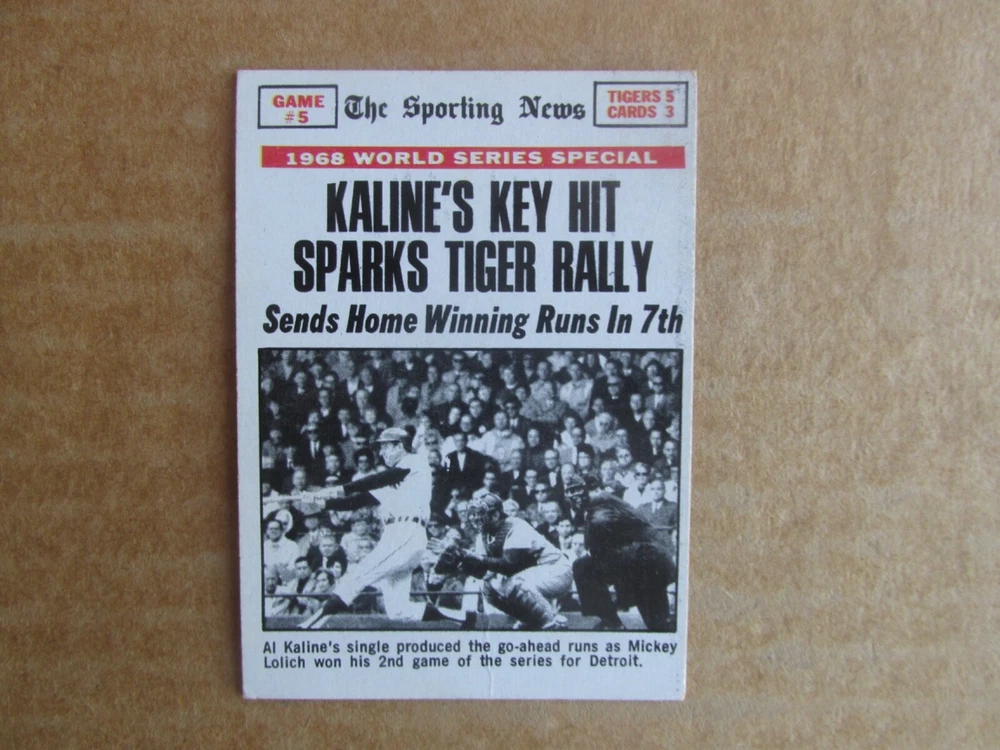 GAME
#5
The Sporting News
TIGERS 5
CARDS 3
1968 WORLD SERIES SPECIAL
KALINE'S KEY HIT
SPARKS TIGER RALLY
Sends Home Winning Runs In 7th
Al Kaline's single produced the go-ahead runs as Mickey
Lolich won his 2nd game of the series for Detroit.